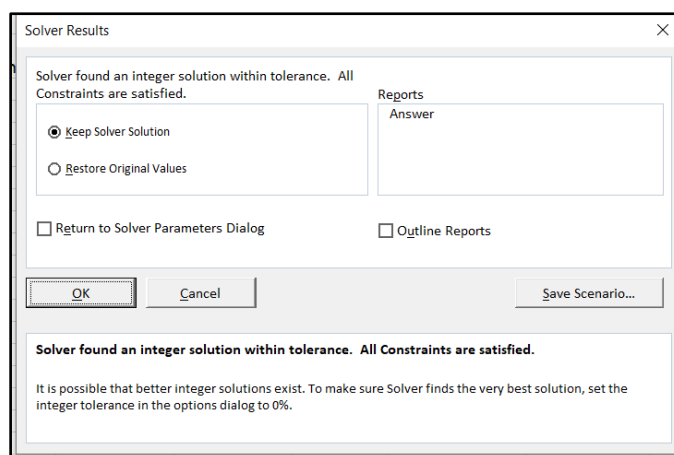 Solver Results
Solver found an integer solution within tolerance. All
Constraints are satisfied.
Reports
Answer
Keep Solver Solution
Restore Original Values
Return to Solver Parameters Dialog
Outline Reports
OK
Cancel
Save Scenario...
Solver found an integer solution within tolerance. All Constraints are satisfied.
It is possible that better integer solutions exist. To make sure Solver finds the very best solution, set the
integer tolerance in the options dialog to 0%.